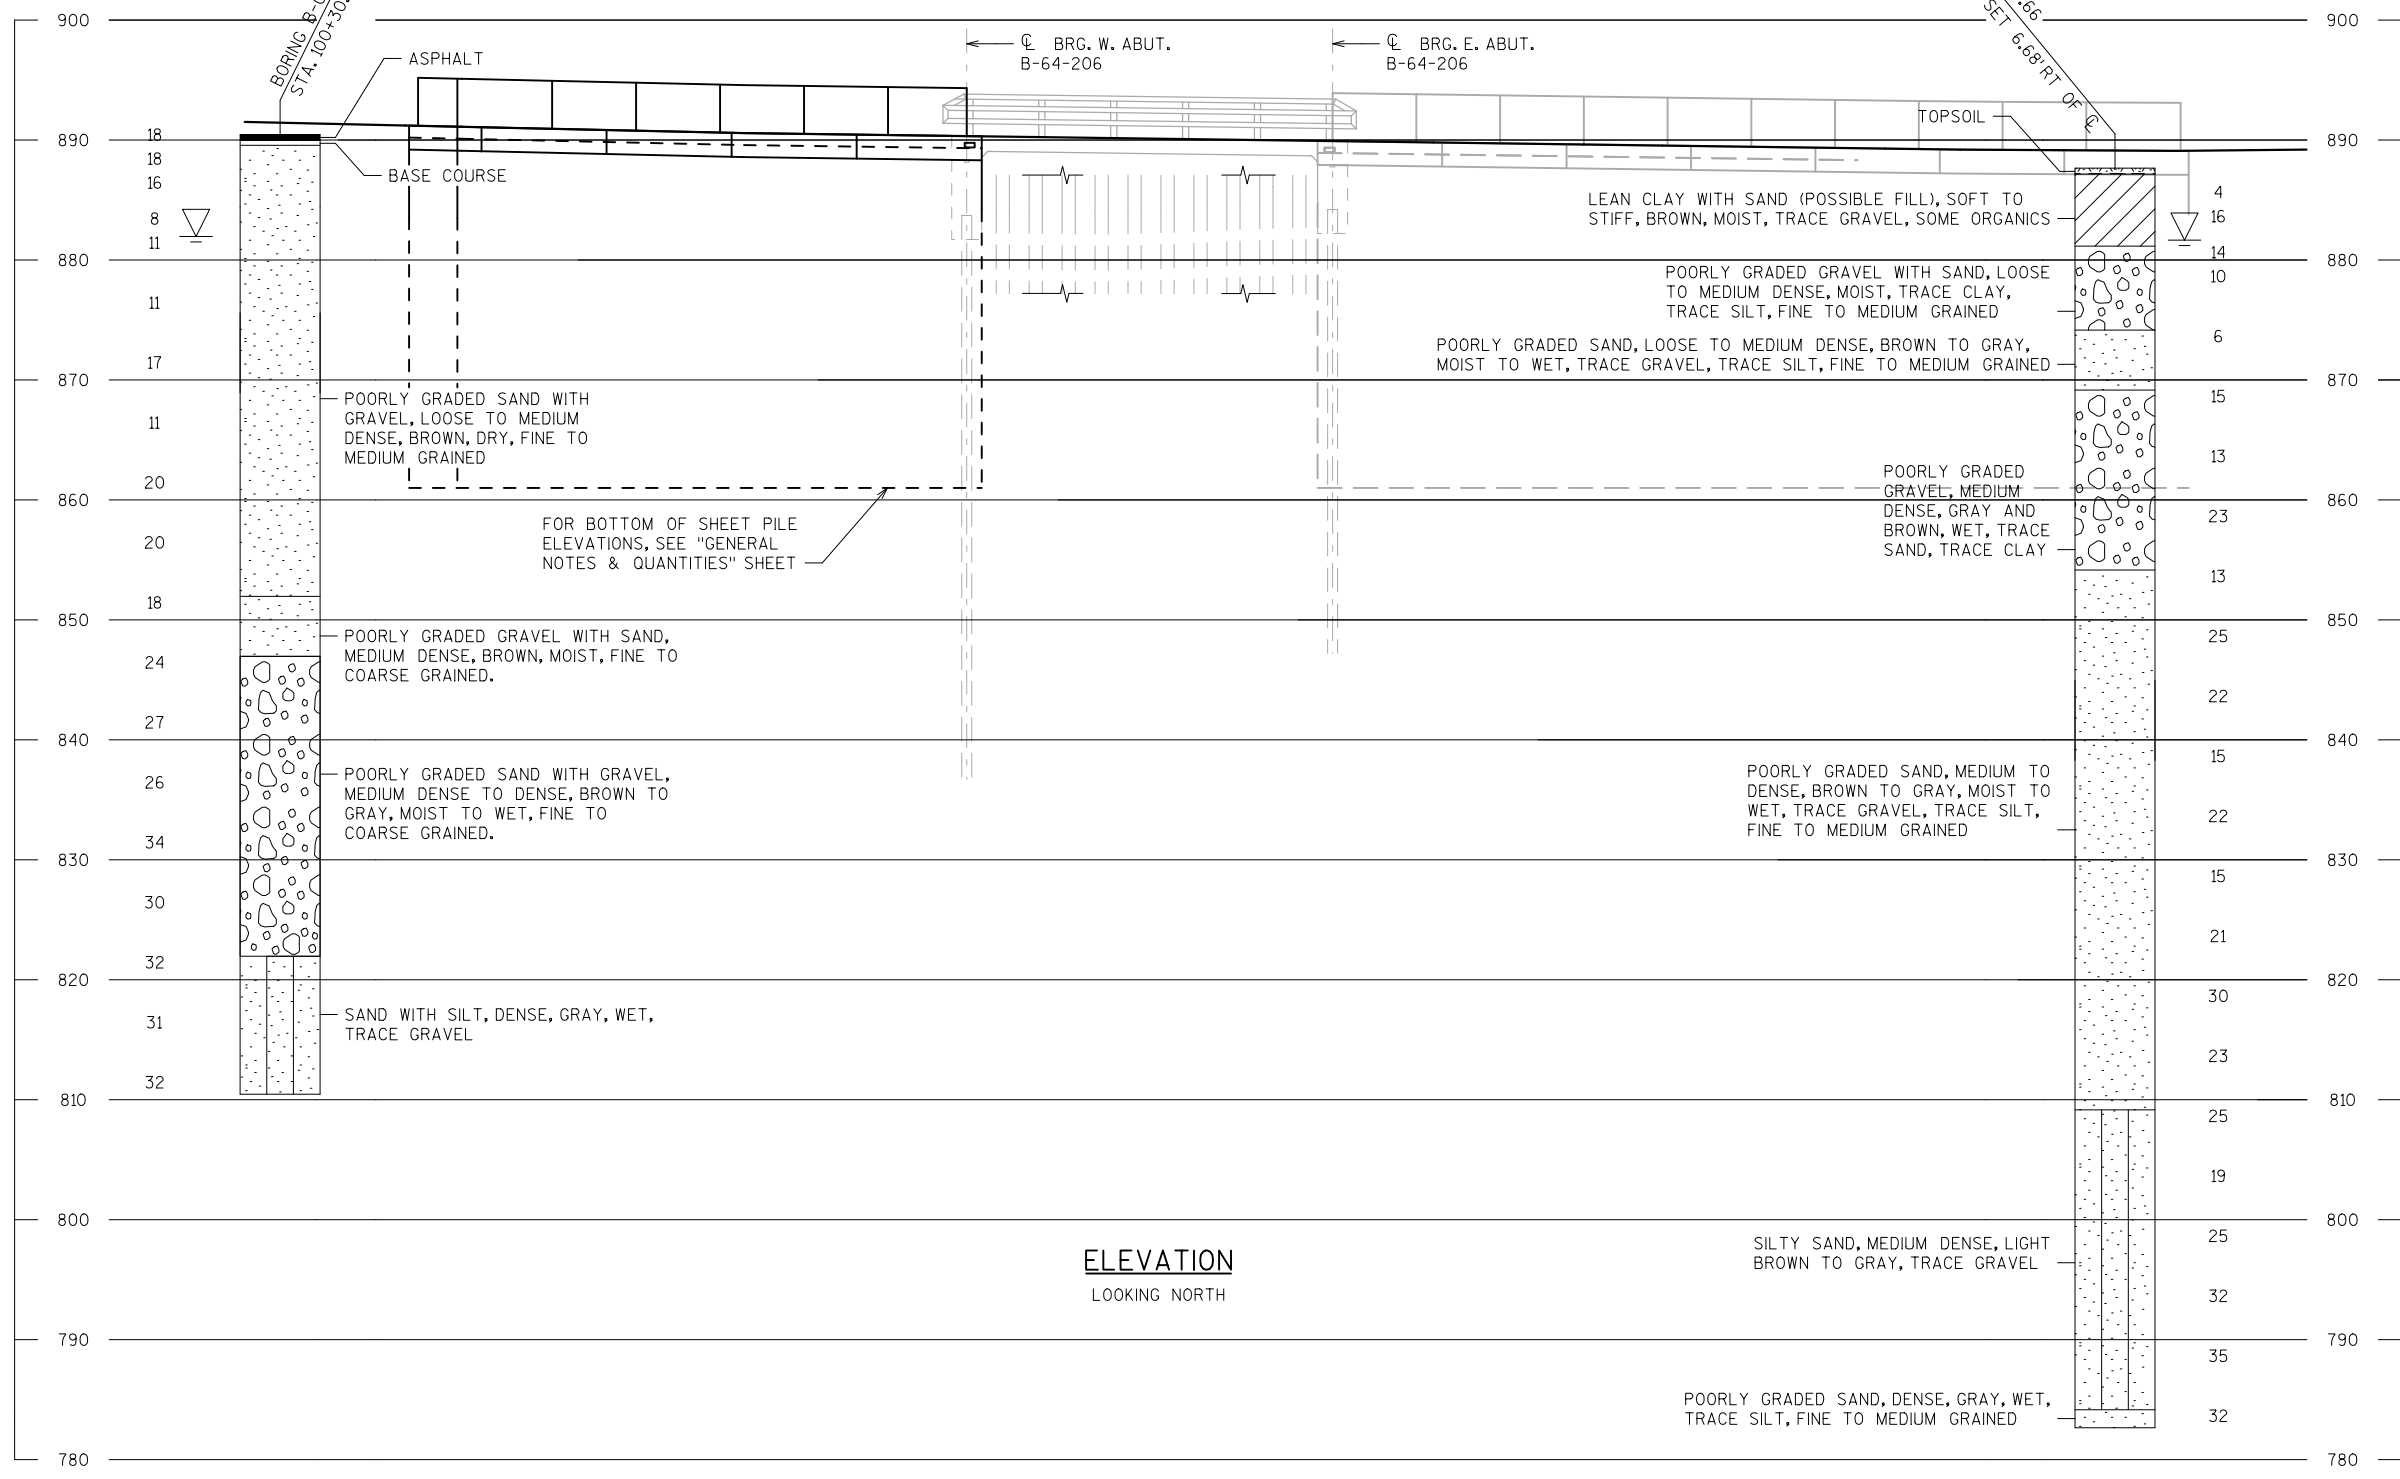 900
BORING B-
STA. 100+30.
ASPHALT
℄ BRG. W. ABUT.
B-64-206
℄ BRG. E. ABUT.
B-64-206
.66
SET 6.68' RT OF ℄
900
TOPSOIL
18
890
890
18
BASE COURSE
16
8
11
LEAN CLAY WITH SAND (POSSIBLE FILL), SOFT TO
STIFF, BROWN, MOIST, TRACE GRAVEL, SOME ORGANICS
4
16
14
880
880
POORLY GRADED GRAVEL WITH SAND, LOOSE
TO MEDIUM DENSE, MOIST, TRACE CLAY,
TRACE SILT, FINE TO MEDIUM GRAINED
10
11
6
POORLY GRADED SAND, LOOSE TO MEDIUM DENSE, BROWN TO GRAY,
MOIST TO WET, TRACE GRAVEL, TRACE SILT, FINE TO MEDIUM GRAINED
17
870
870
15
POORLY GRADED SAND WITH
GRAVEL, LOOSE TO MEDIUM
DENSE, BROWN, DRY, FINE TO
MEDIUM GRAINED
11
13
POORLY GRADED
GRAVEL, MEDIUM
DENSE, GRAY AND
BROWN, WET, TRACE
SAND, TRACE CLAY
20
860
860
23
FOR BOTTOM OF SHEET PILE
ELEVATIONS, SEE "GENERAL
NOTES & QUANTITIES" SHEET
20
13
18
850
850
25
POORLY GRADED GRAVEL WITH SAND,
MEDIUM DENSE, BROWN, MOIST, FINE TO
COARSE GRAINED.
24
22
27
840
840
15
POORLY GRADED SAND WITH GRAVEL,
MEDIUM DENSE TO DENSE, BROWN TO
GRAY, MOIST TO WET, FINE TO
COARSE GRAINED.
POORLY GRADED SAND, MEDIUM TO
DENSE, BROWN TO GRAY, MOIST TO
WET, TRACE GRAVEL, TRACE SILT,
FINE TO MEDIUM GRAINED
26
22
34
830
830
15
30
21
32
820
820
30
SAND WITH SILT, DENSE, GRAY, WET,
TRACE GRAVEL
31
23
32
810
810
25
19
800
800
25
ELEVATION
LOOKING NORTH
SILTY SAND, MEDIUM DENSE, LIGHT
BROWN TO GRAY, TRACE GRAVEL
32
790
790
35
POORLY GRADED SAND, DENSE, GRAY, WET,
TRACE SILT, FINE TO MEDIUM GRAINED
32
780
780